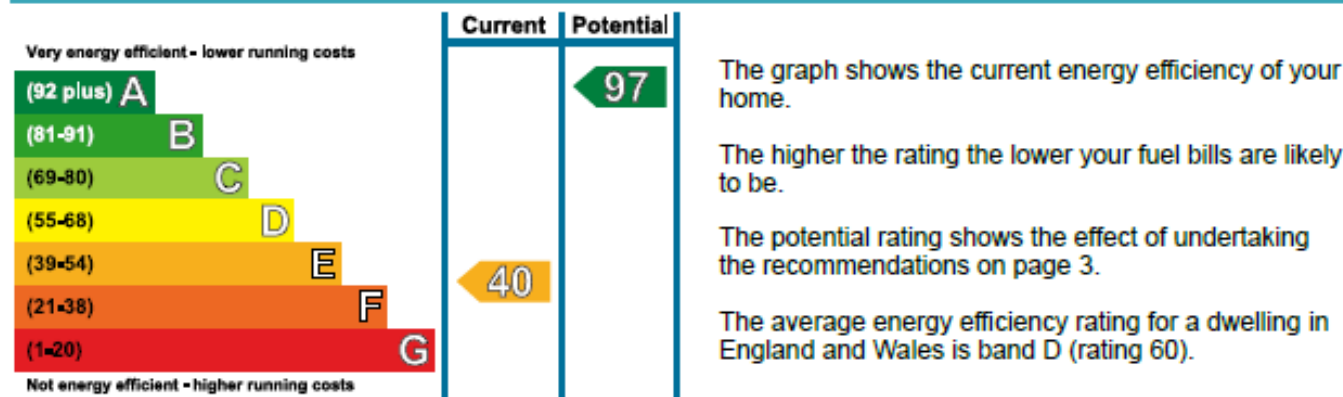 Current Potential
Very energy efficient - lower running costs
(92 plus) A
97
(81-91) B
(69-80) C
(55-68) D
(39-54) E
40
(21-38) F
(1-20) G
Not energy efficient - higher running costs
The graph shows the current energy efficiency of your
home.
The higher the rating the lower your fuel bills are likely
to be.
The potential rating shows the effect of undertaking
the recommendations on page 3.
The average energy efficiency rating for a dwelling in
England and Wales is band D (rating 60).